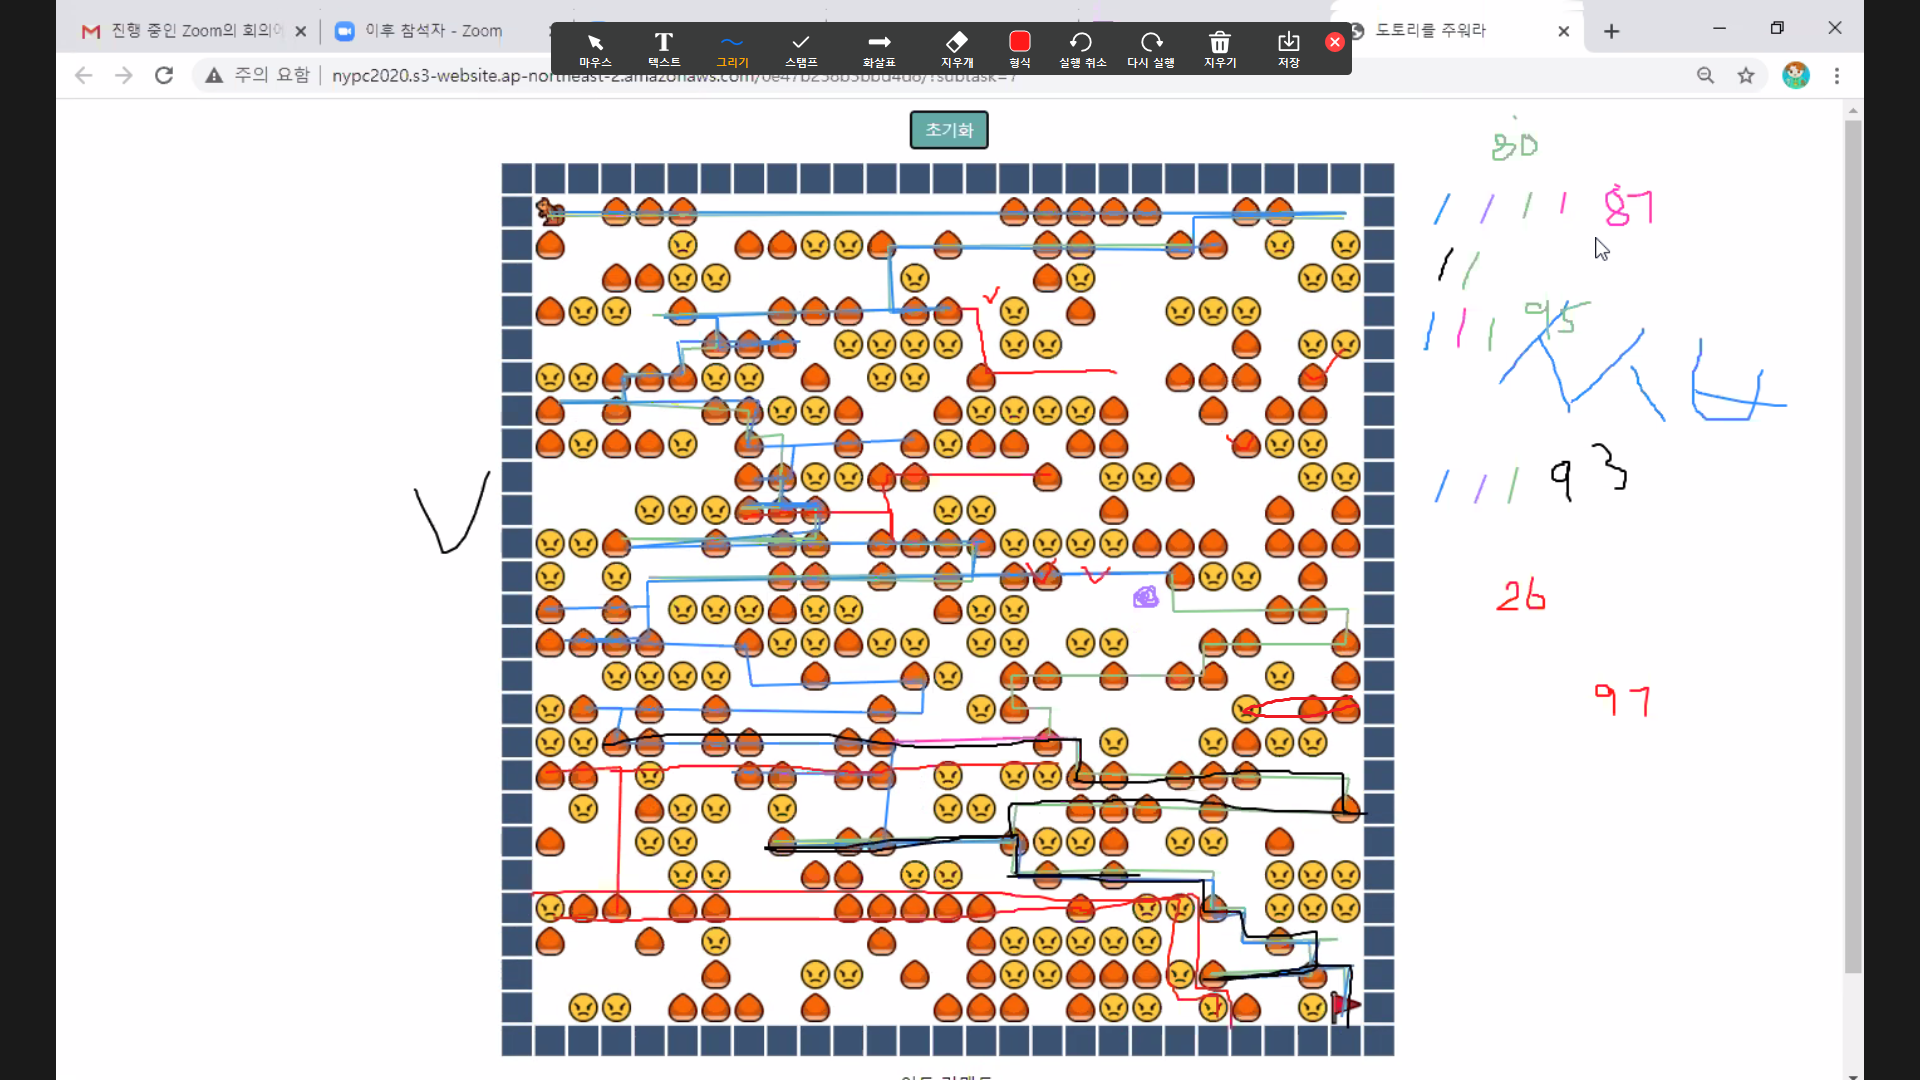 진행 중인 Zoom의 회의에
이후 참석자 - Zoom
도토리를 주워라
마우스
텍스트
그리기
스탬프
화살표
지우개
형식
실행 취소
다시 실행
지우기
저장
주의 요함
nypc2020.s3-website.ap-northeast-2.amazonaws.com/0e47b238b3bbd4d6/?subtask=7
초기화
80
87
95
93
26
97